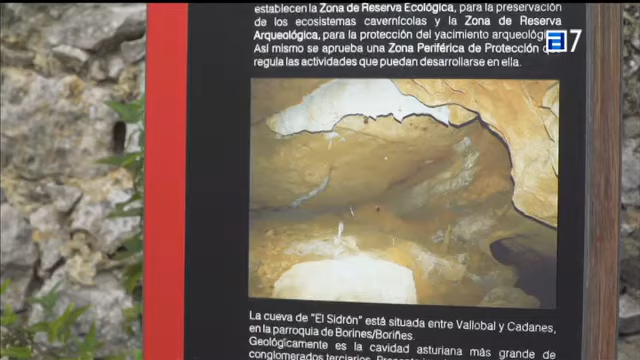 establecen la Zona de Reserva Ecológica, para la preservación
de los ecosistemas cavernícolas y la Zona de Reserva
Arqueológica, para la protección del yacimiento arqueológico
a7
Así mismo se aprueba una Zona Periférica de Protección que
regula las actividades que puedan desarrollarse en ella.
La cueva de "El Sidrón" está situada entre Vallobal y Cadanes,
en la parroquia de Borines/Boriñes.
Geológicamente es la cavidad asturiana más grande de
conglomerados terciarios.